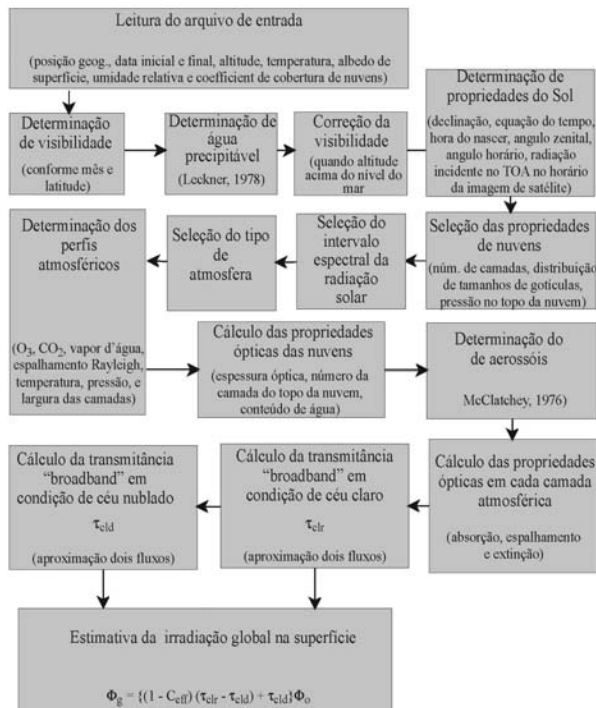 Leitura do arquivo de entrada
(posição geog., data inicial e final, altitude, temperatura, albedo de
superfície, umidade relativa e coefficient de cobertura de nuvens)
Determinação
de visibilidade
(conforme mês e
latitude)
Determinação de
água
precipitável
(Leckner, 1978)
Correção da
visibilidade
(quando altitude
acima do nível do
mar
Determinação de
propriedades do Sol
(declinação, equação do tempo,
hora do nascer, angulo zenital,
angulo horário, radiação
incidente no TOA no horário
da imagem de satélite)
Seleção das propriedades
de nuvens
(núm. de camadas, distribuição
de tamanhos de gotículas,
pressão no topo da nuvem)
Seleção do
intervalo
espectral da
radiação
solar
Seleção do tipo
de
atmosfera
Determinação dos
perfis
atmosféricos
(O₃, CO₂, vapor d'água,
espalhamento Rayleigh,
temperatura, pressão, e
largura das camadas)
Cálculo das propriedades
ópticas das nuvens
(espessura óptica, número da
camada do topo da nuvem,
conteúdo de água)
Determinação do
de aerossóis
McClatchey, 1976)
Cálculo das propriedades
ópticas em cada camada
atmosférica
(absorção, espalhamento
e extinção)
Cálculo da transmitância
“broadband” em
condição de céu claro
τclr
(aproximação dois fluxos)
Cálculo da transmitância
“broadband” em
condição de céu nublado
τcld
(aproximação dois fluxos)
Estimativa da irradiação global na superfície
Φg = {(1 - Ceff) (τclr - τcld) + τcld}Φo